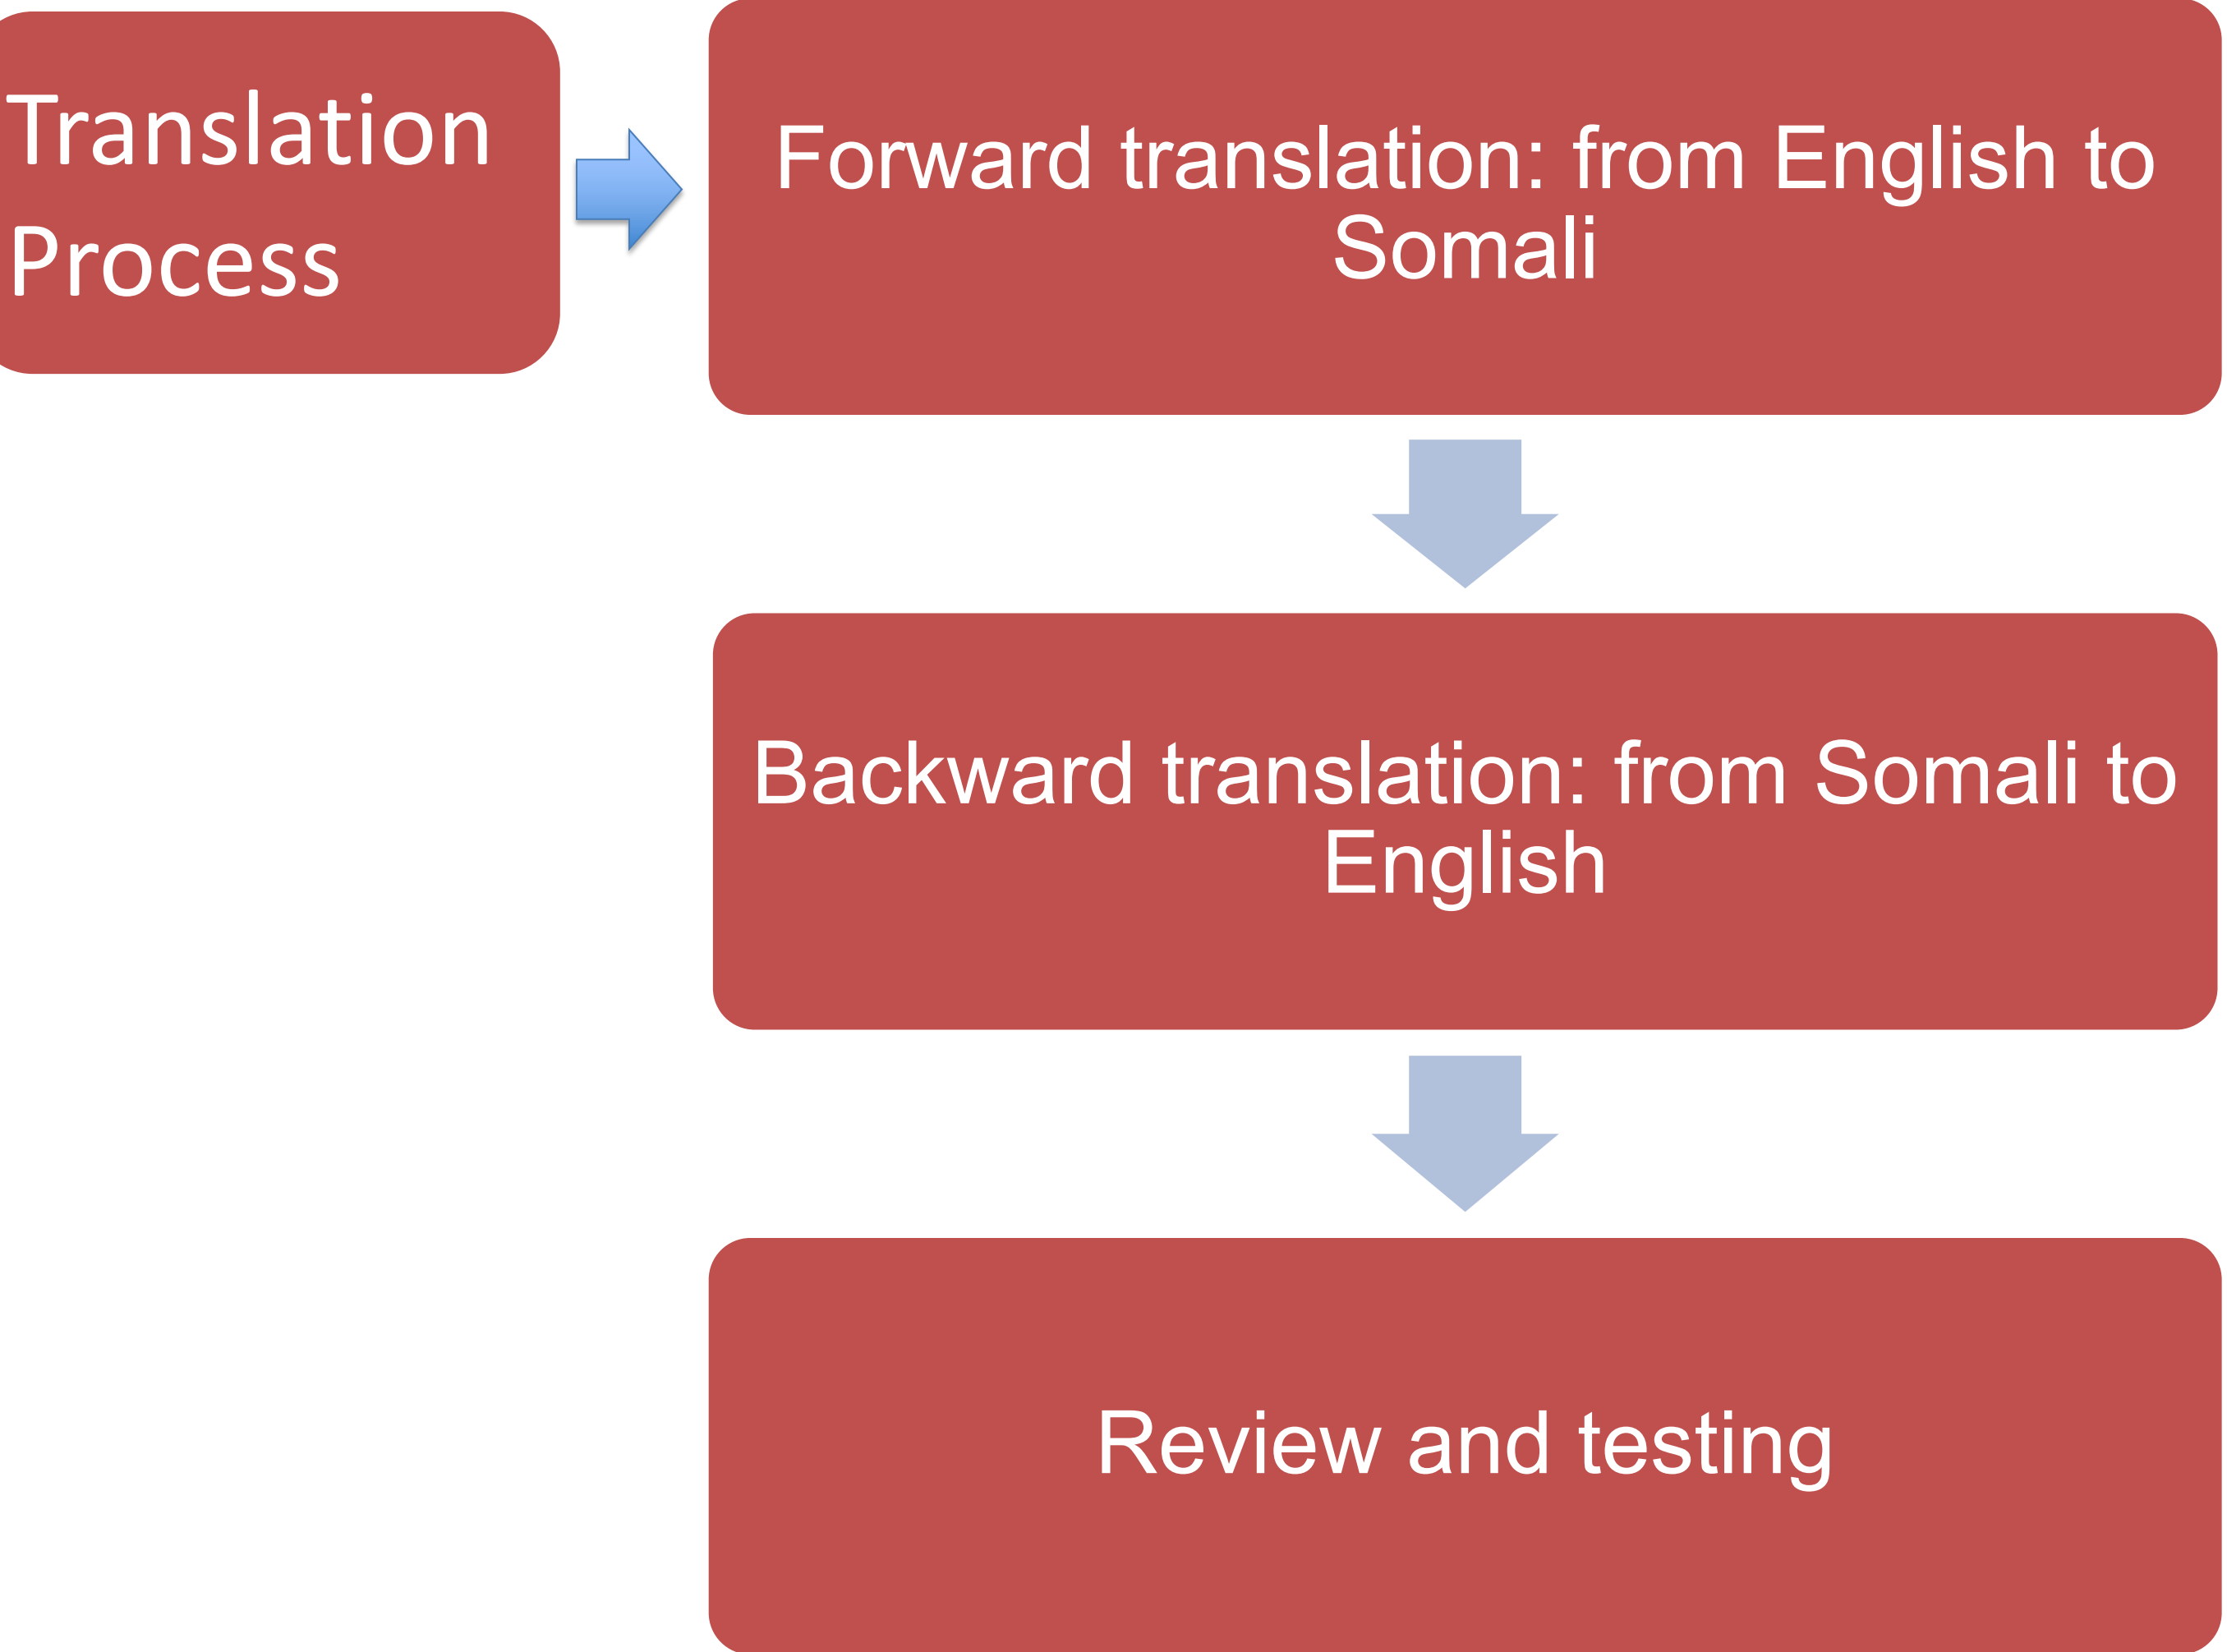 Translation
Process
Forward translation: from English to
Somali
Backward translation: from Somali to
English
Review and testing